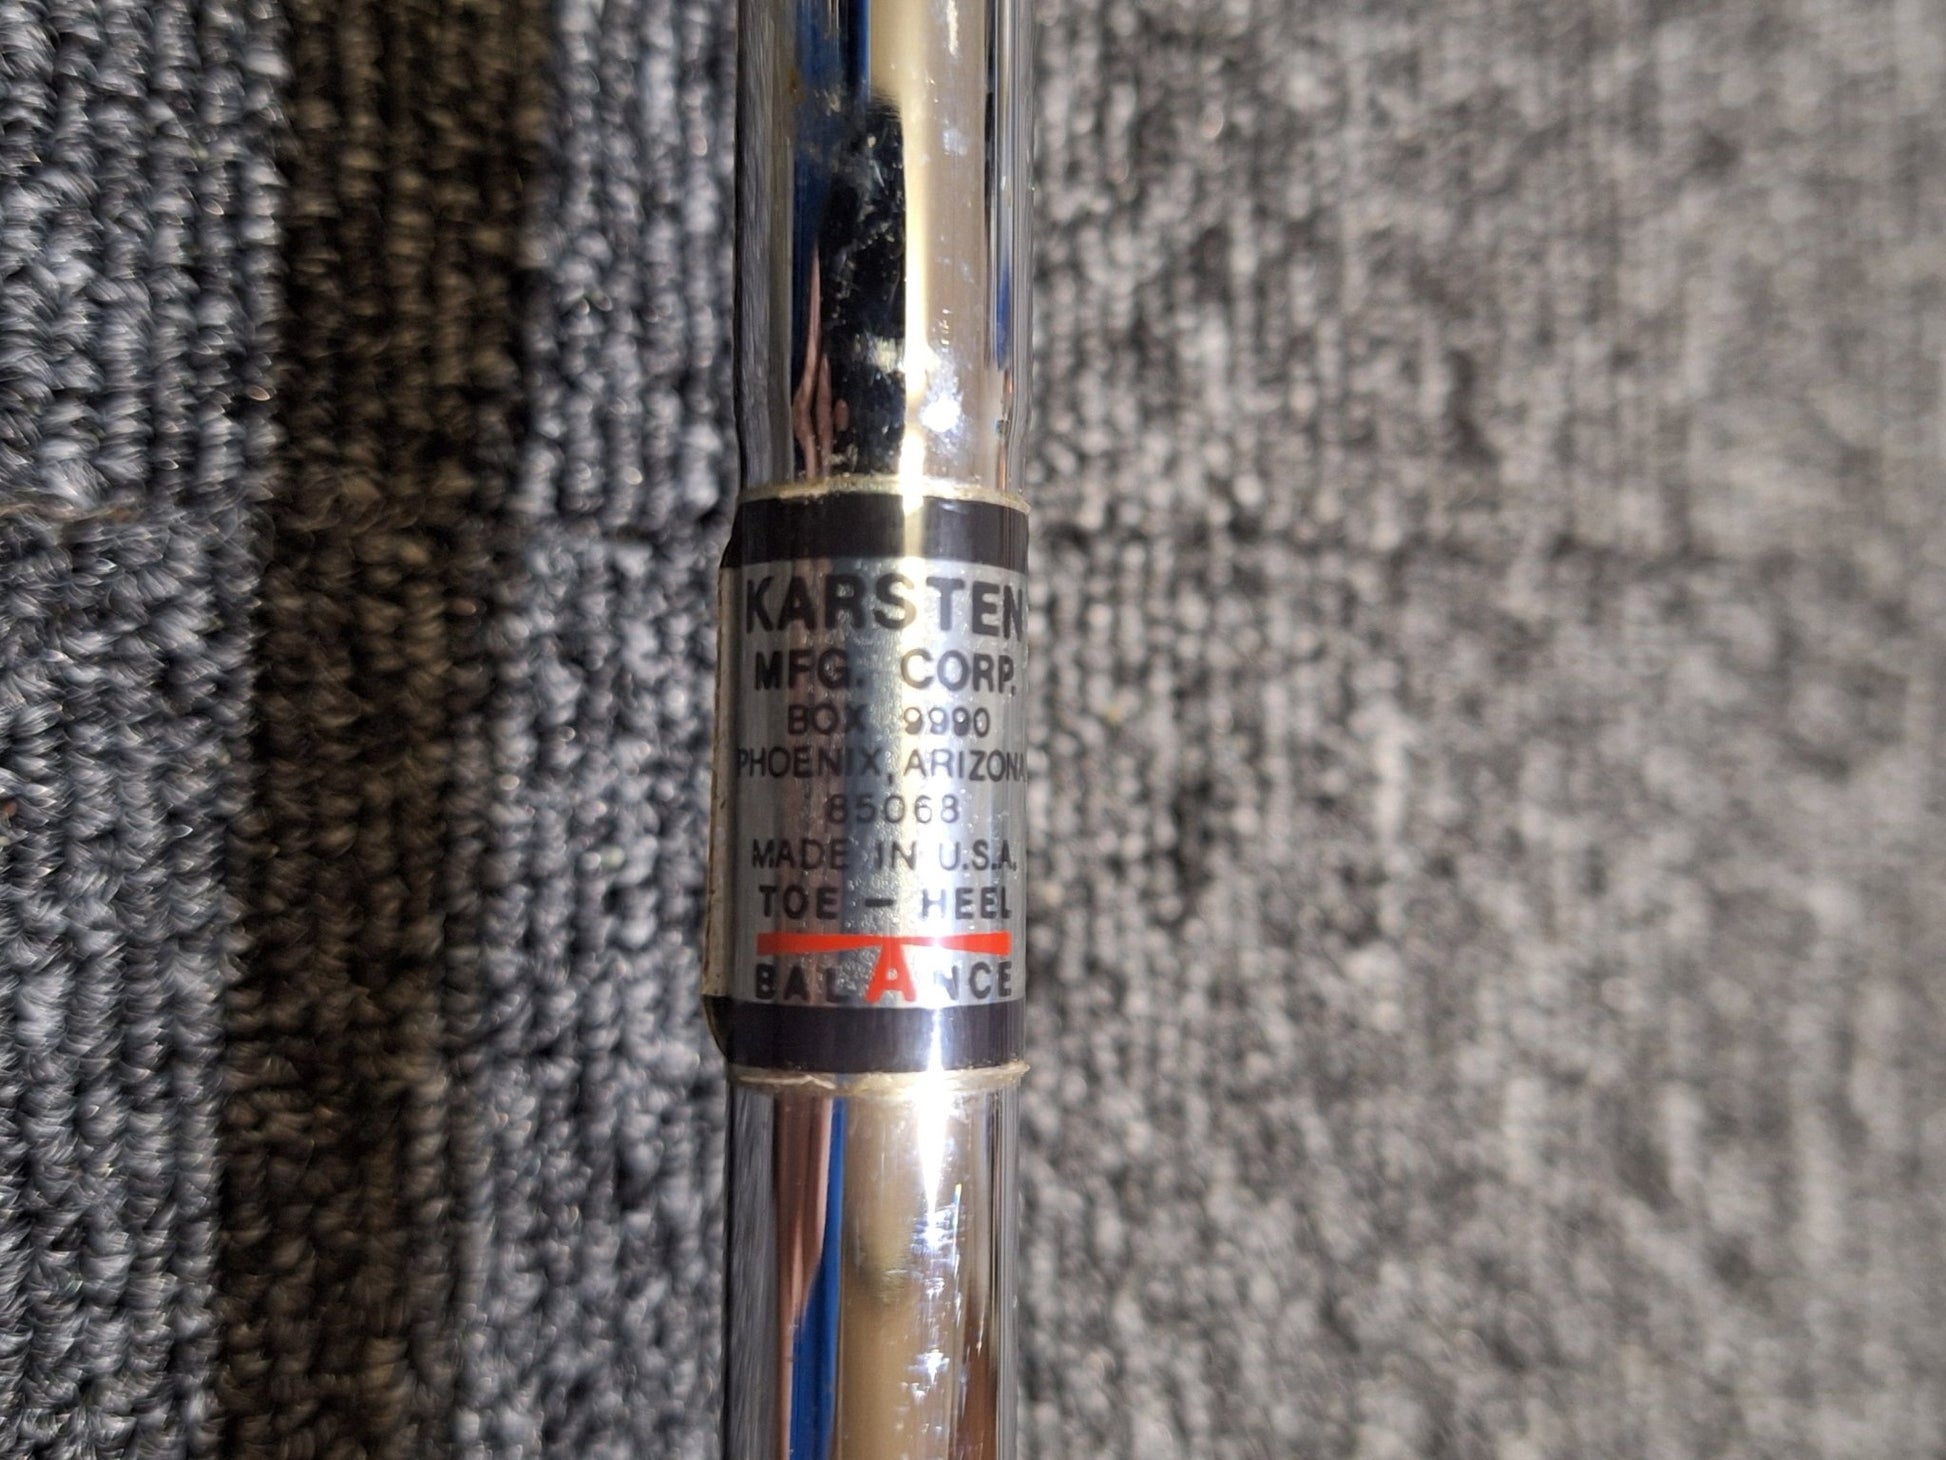 KARSTEN
MFG. CORP.
BOX 9990
PHOENIX, ARIZONA
85068
MADE IN U.S.A.
TOE - HEEL
BALANCE